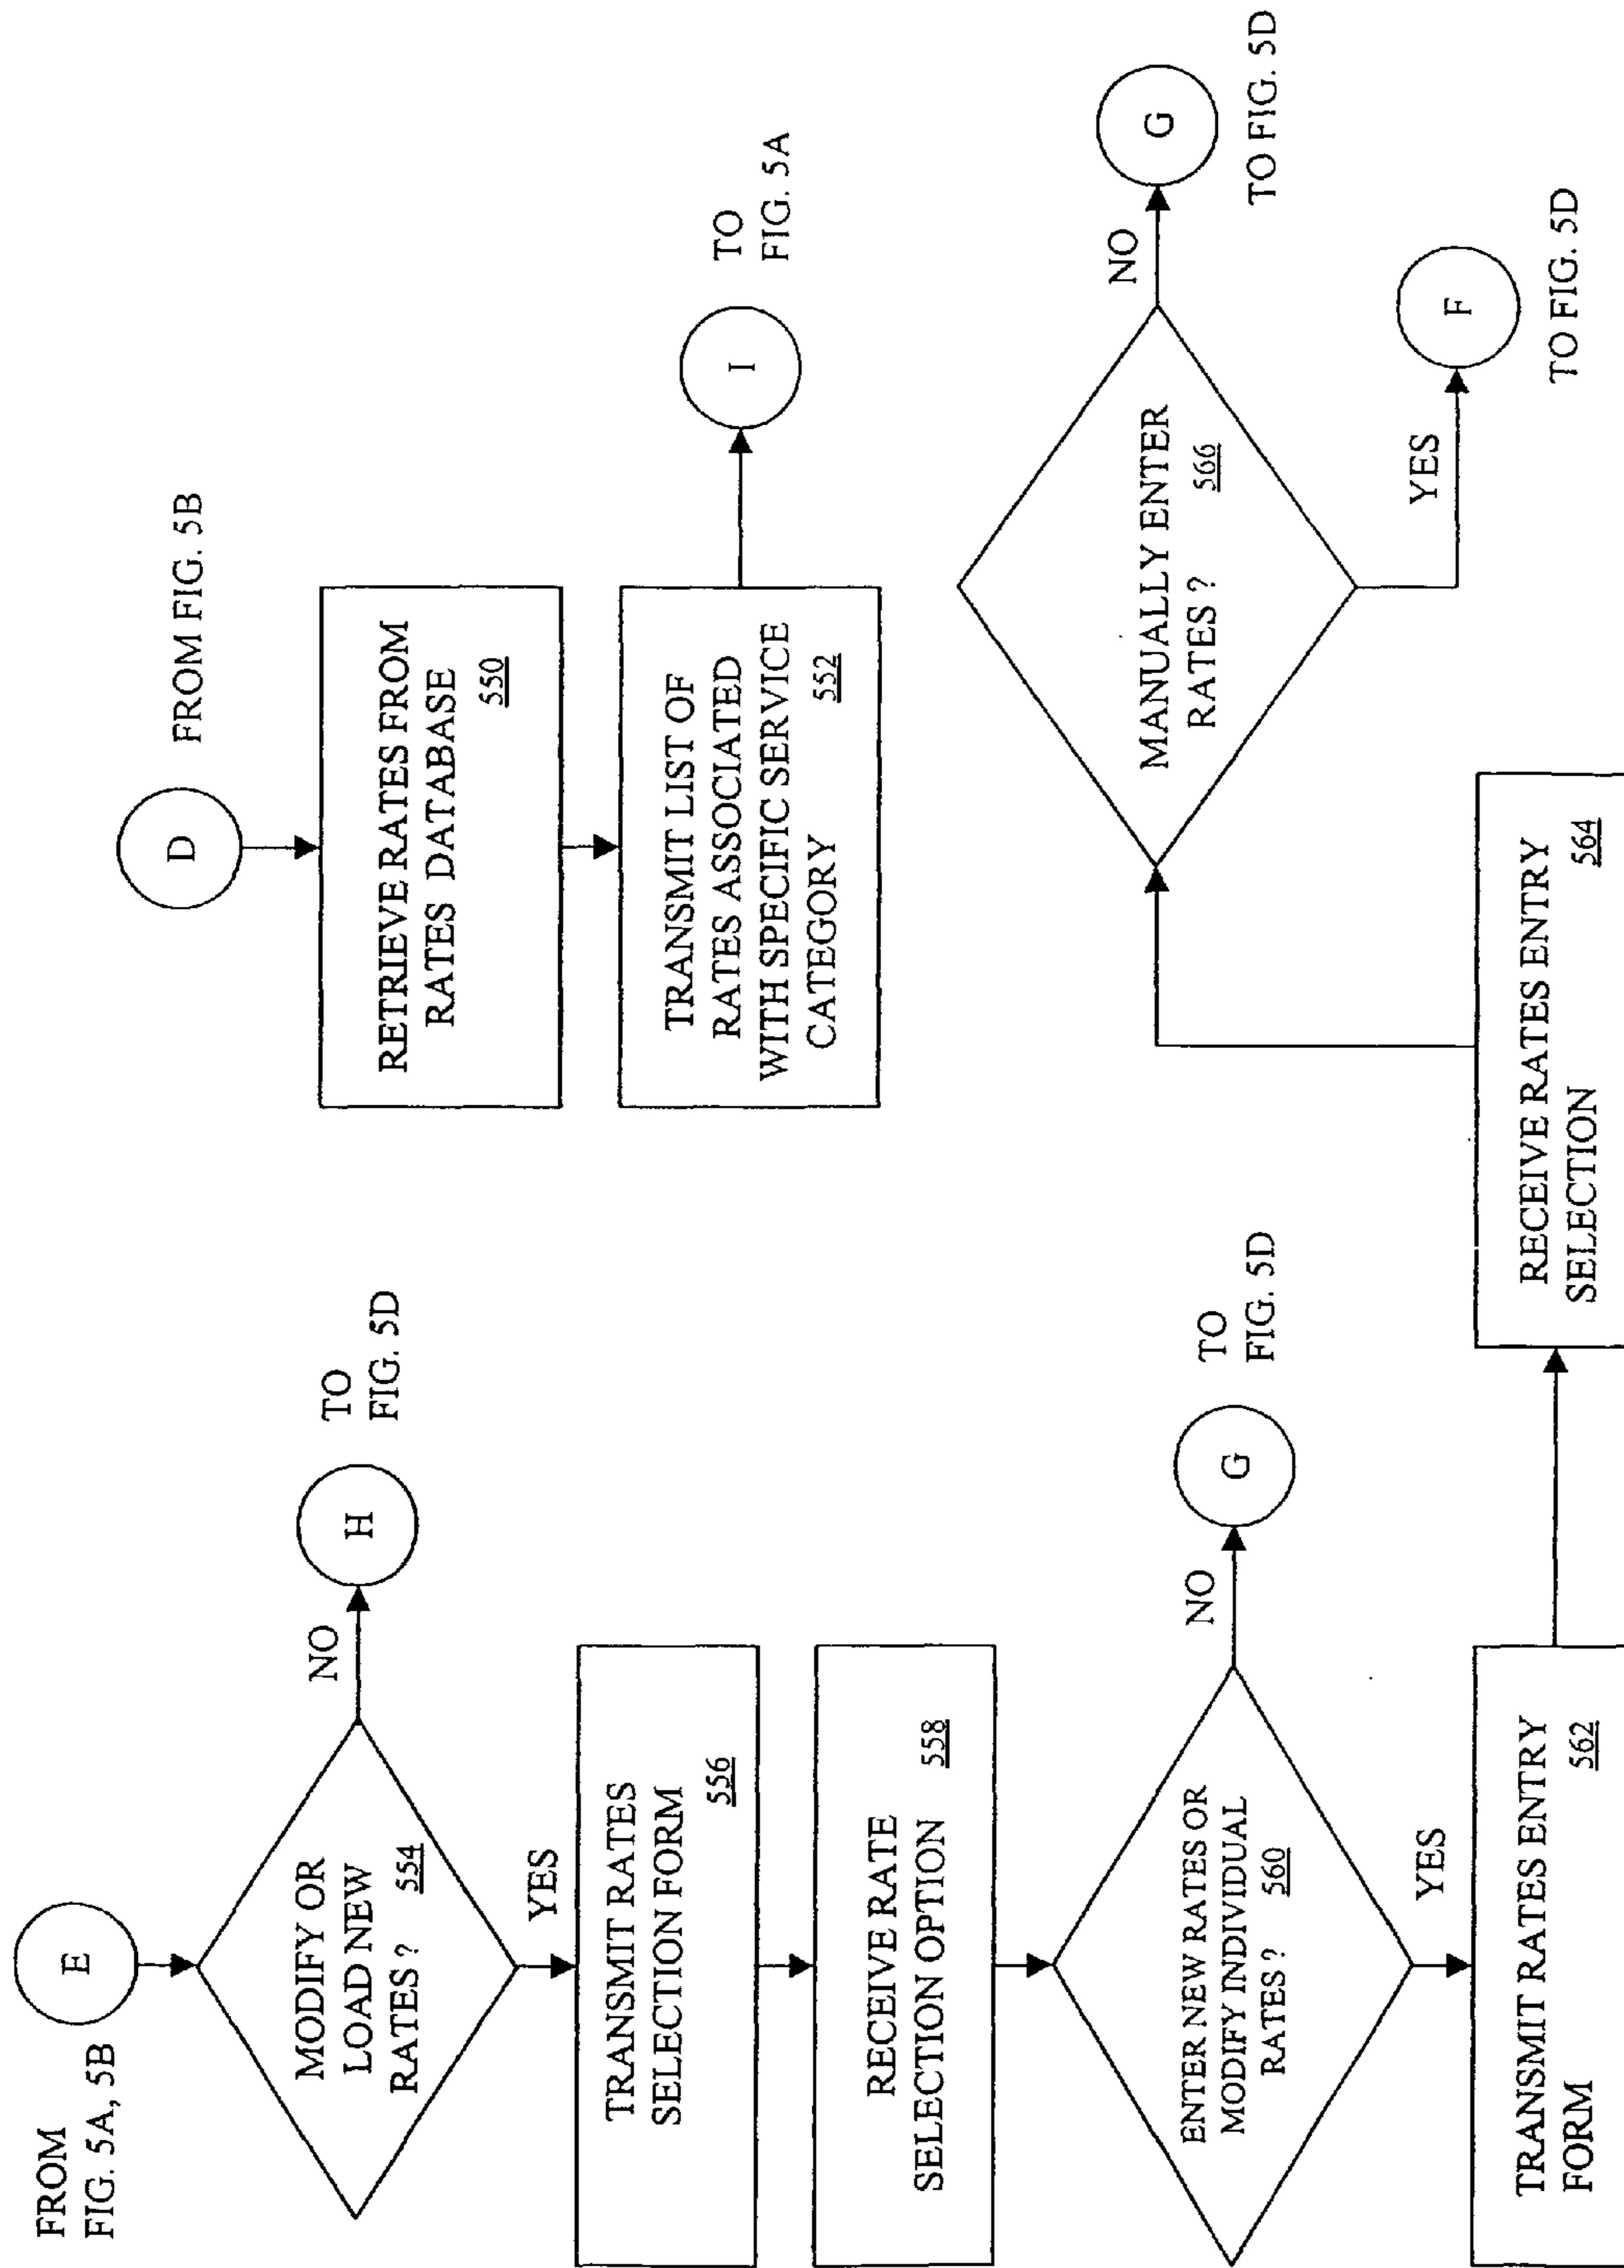 FROM
FIG. 5A, 5B
E
MODIFY OR
LOAD NEW
RATES ? 554
NO
H
TO
FIG. 5D
YES
TRANSMIT RATES
SELECTION FORM
556
RECEIVE RATE
SELECTION OPTION
558
ENTER NEW RATES OR
MODIFY INDIVIDUAL
RATES ? 560
NO
G
TO
FIG. 5D
YES
TRANSMIT RATES ENTRY
FORM 562
D
FROM FIG. 5B
RETRIEVE RATES FROM
RATES DATABASE
550
TRANSMIT LIST OF
RATES ASSOCIATED
WITH SPECIFIC SERVICE
CATEGORY 552
I
TO
FIG. 5A
RECEIVE RATES ENTRY
SELECTION 564
MANUALLY ENTER
RATES ? 566
NO
G
TO FIG. 5D
YES
F
TO FIG. 5D